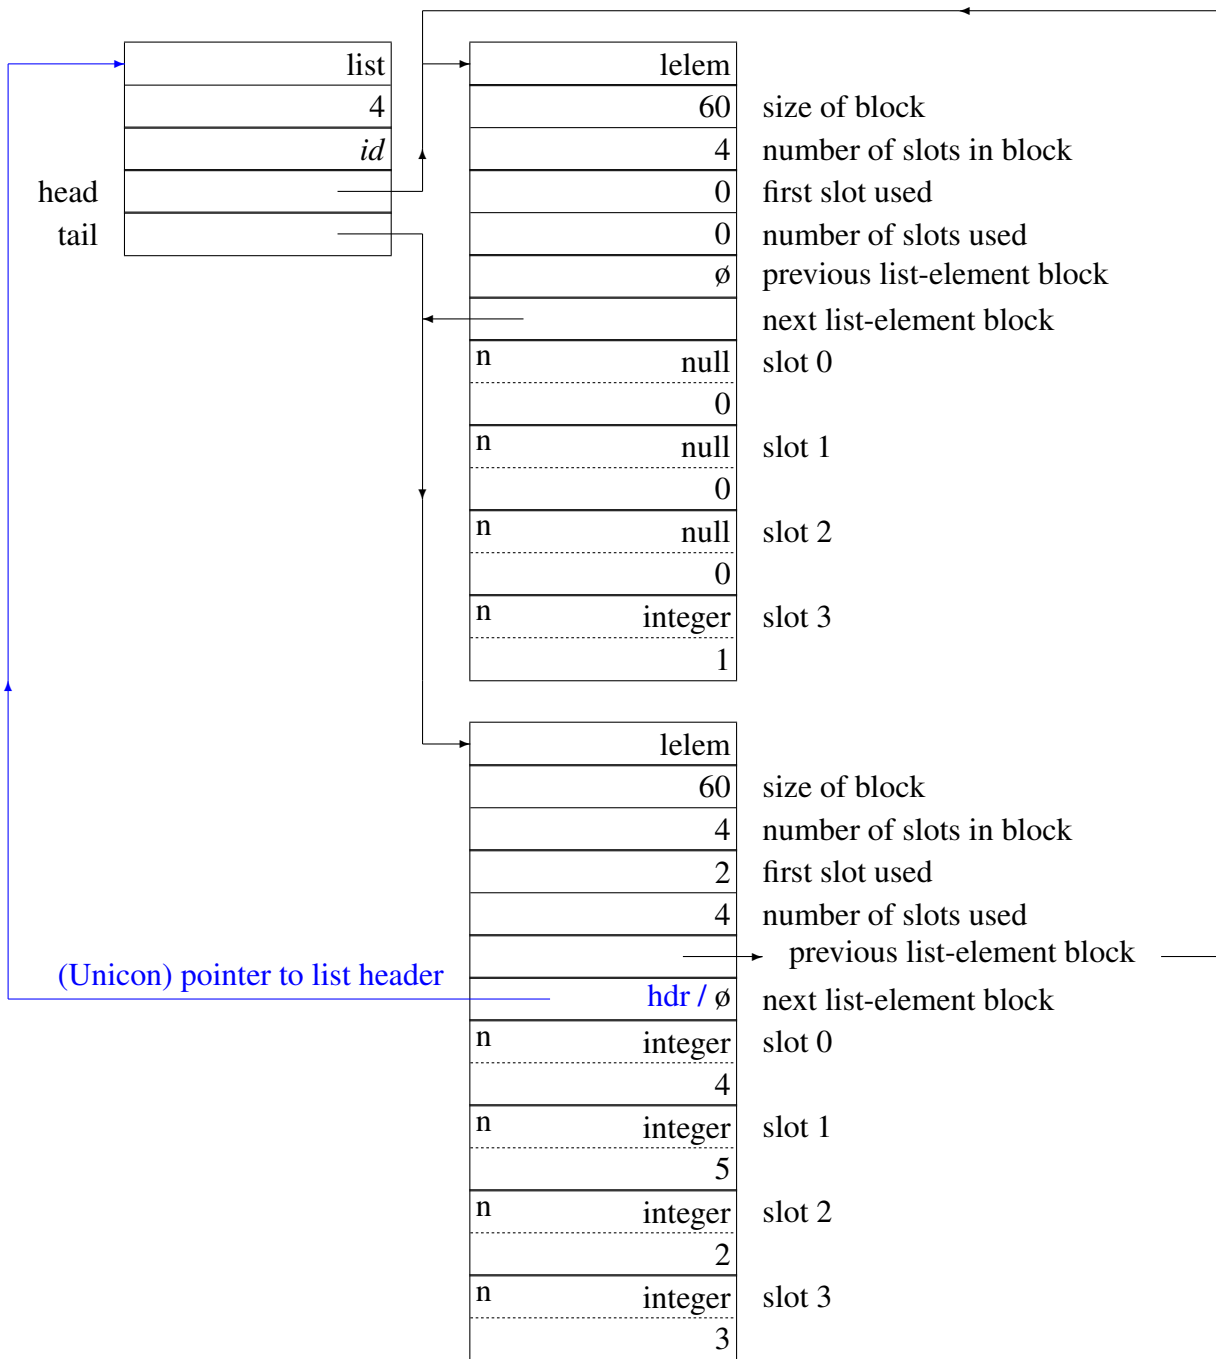 list
4
id
head
tail
lelem
60 size of block
4 number of slots in block
0 first slot used
0 number of slots used
ø previous list-element block
next list-element block
n null slot 0
0
n null slot 1
0
n null slot 2
0
n integer slot 3
1
lelem
60 size of block
4 number of slots in block
2 first slot used
4 number of slots used
previous list-element block
(Unicon) pointer to list header
hdr / ø next list-element block
n integer slot 0
4
n integer slot 1
5
n integer slot 2
2
n integer slot 3
3